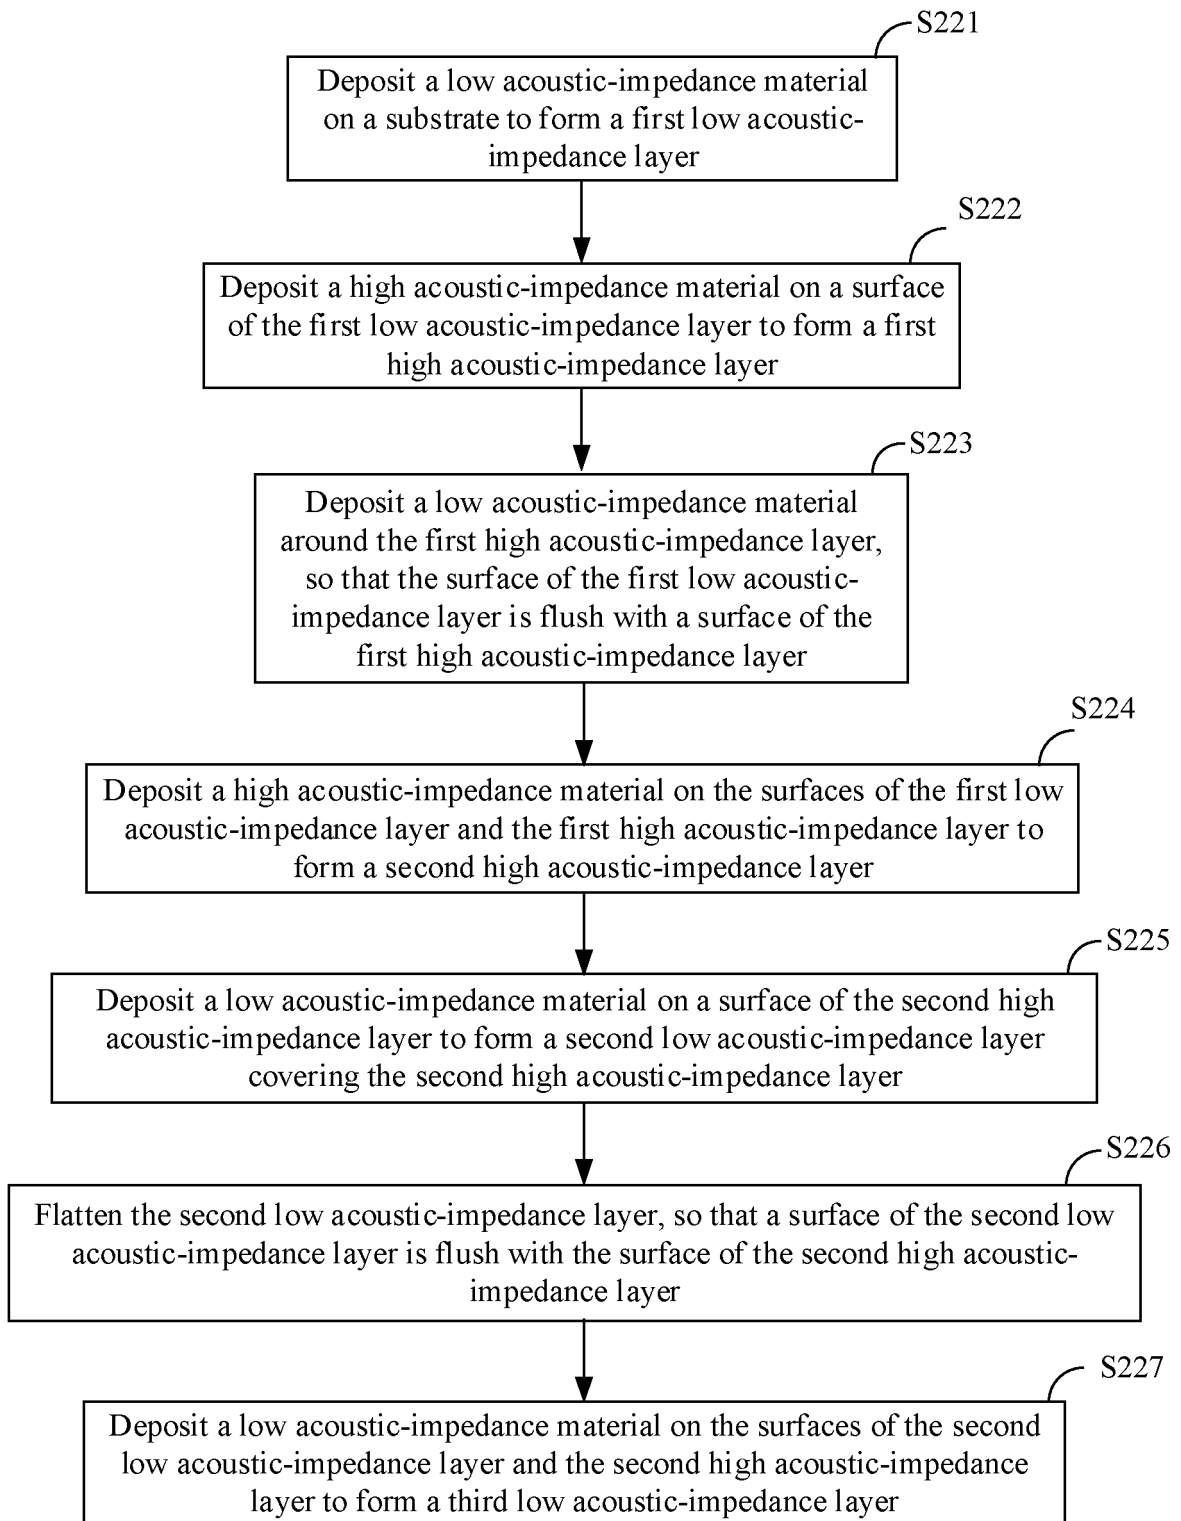 S221
Deposit a low acoustic-impedance material
on a substrate to form a first low acoustic-
impedance layer
S222
Deposit a high acoustic-impedance material on a surface
of the first low acoustic-impedance layer to form a first
high acoustic-impedance layer
S223
Deposit a low acoustic-impedance material
around the first high acoustic-impedance layer,
so that the surface of the first low acoustic-
impedance layer is flush with a surface of the
first high acoustic-impedance layer
S224
Deposit a high acoustic-impedance material on the surfaces of the first low
acoustic-impedance layer and the first high acoustic-impedance layer to
form a second high acoustic-impedance layer
S225
Deposit a low acoustic-impedance material on a surface of the second high
acoustic-impedance layer to form a second low acoustic-impedance layer
covering the second high acoustic-impedance layer
S226
Flatten the second low acoustic-impedance layer, so that a surface of the second low
acoustic-impedance layer is flush with the surface of the second high acoustic-
impedance layer
S227
Deposit a low acoustic-impedance material on the surfaces of the second
low acoustic-impedance layer and the second high acoustic-impedance
layer to form a third low acoustic-impedance layer